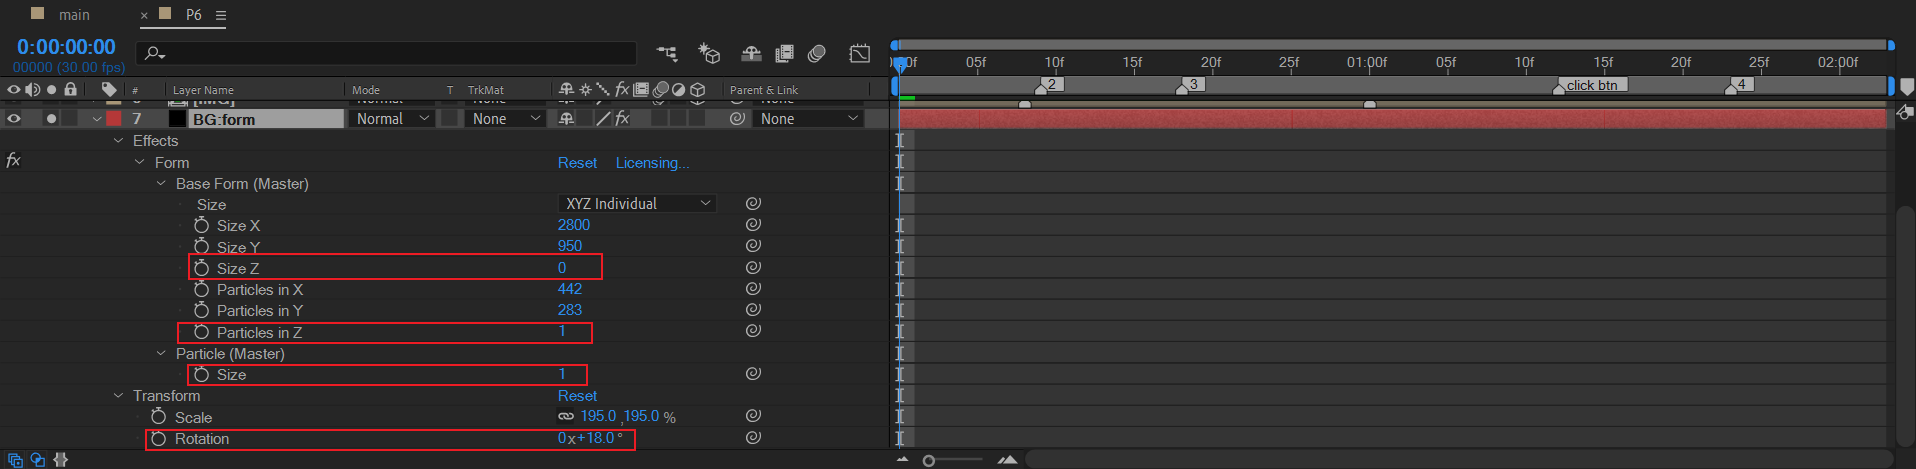 main
× P6
0:00:00:00
00000 (30.00 fps)
:00f 05f 10f 15f 20f 25f 01:00f 05f 10f 15f 20f 25f 02:00f
2 3 click btn 4
# Layer Name Mode T TrkMat Parent & Link
7 BG:form Normal None None
Effects
fx Form Reset Licensing...
Base Form (Master)
Size XYZ Individual
Size X 2800
Size Y 950
Size Z 0
Particles in X 442
Particles in Y 283
Particles in Z 1
Particle (Master)
Size 1
Transform Reset
Scale 195.0 ,195.0 %
Rotation 0x+18.0°